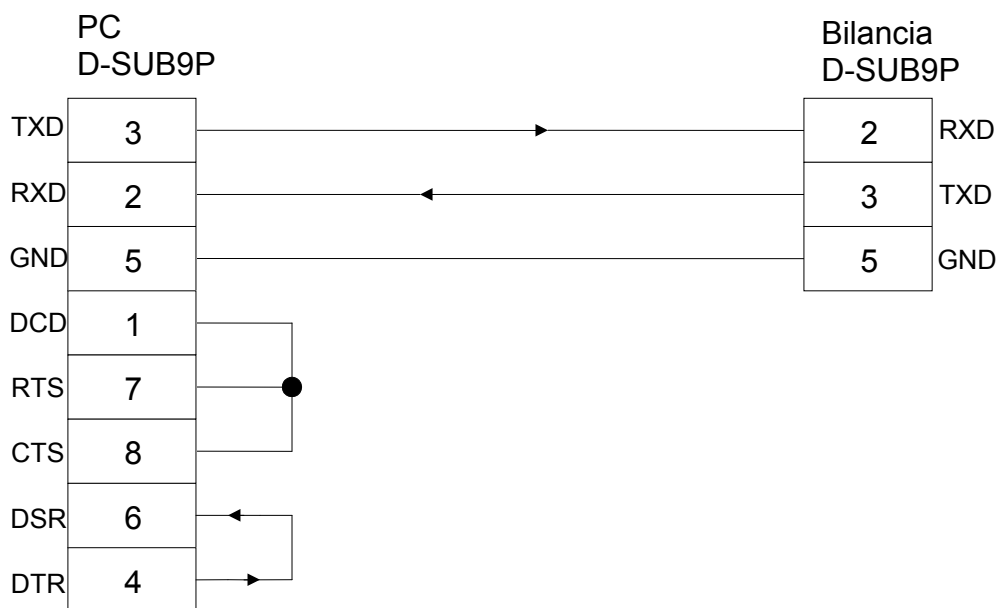 PC
D-SUB9P
Bilancia
D-SUB9P
TXD 3 2 RXD
RXD 2 3 TXD
GND 5 5 GND
DCD 1
RTS 7
CTS 8
DSR 6
DTR 4